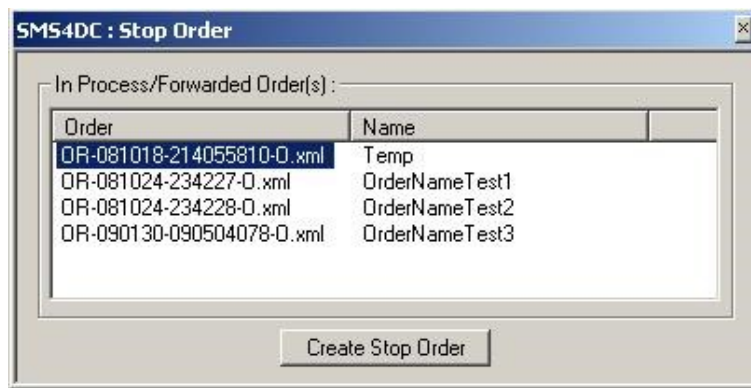 SMS4DC : Stop Order
In Process/Forwarded Order(s) :
Order Name
OR-081018-214055810-O.xml Temp
OR-081024-234227-O.xml OrderNameTest1
OR-081024-234228-O.xml OrderNameTest2
OR-090130-090504078-O.xml OrderNameTest3
Create Stop Order